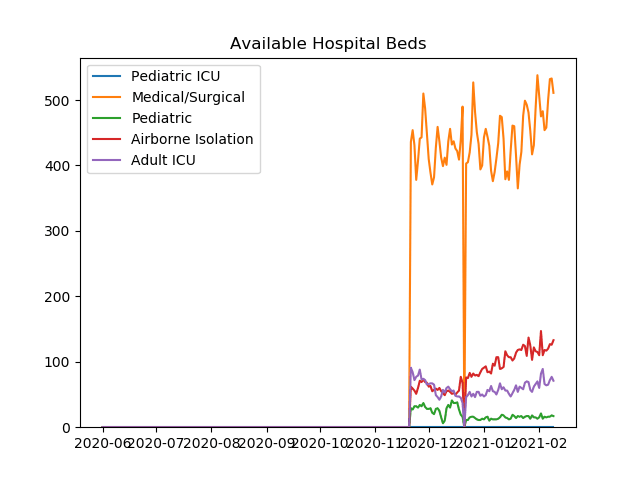 Available Hospital Beds
Pediatric ICU
Medical/Surgical
Pediatric
Airborne Isolation
Adult ICU
500
400
300
200
100
0
2020-06 2020-07 2020-08 2020-09 2020-10 2020-11 2020-12 2021-01 2021-02